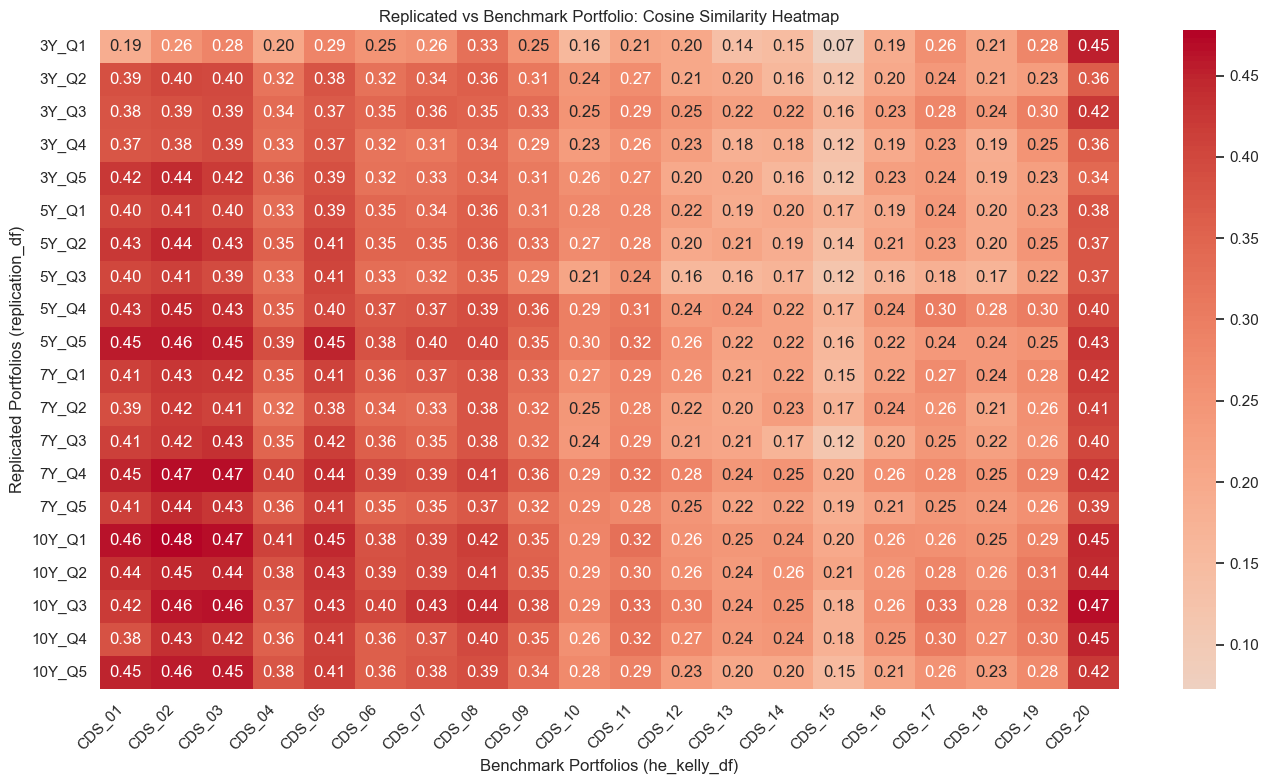 Replicated vs Benchmark Portfolio: Cosine Similarity Heatmap
Replicated Portfolios (replication_df)
3Y_Q1 0.19 0.26 0.28 0.20 0.29 0.25 0.26 0.33 0.25 0.16 0.21 0.20 0.14 0.15 0.07 0.19 0.26 0.21 0.28 0.45
3Y_Q2 0.39 0.40 0.40 0.32 0.38 0.32 0.34 0.36 0.31 0.24 0.27 0.21 0.20 0.16 0.12 0.20 0.24 0.21 0.23 0.36
3Y_Q3 0.38 0.39 0.39 0.34 0.37 0.35 0.36 0.35 0.33 0.25 0.29 0.25 0.22 0.22 0.16 0.23 0.28 0.24 0.30 0.42
3Y_Q4 0.37 0.38 0.39 0.33 0.37 0.32 0.31 0.34 0.29 0.23 0.26 0.23 0.18 0.18 0.12 0.19 0.23 0.19 0.25 0.36
3Y_Q5 0.42 0.44 0.42 0.36 0.39 0.32 0.33 0.34 0.31 0.26 0.27 0.20 0.20 0.16 0.12 0.23 0.24 0.19 0.23 0.34
5Y_Q1 0.40 0.41 0.40 0.33 0.39 0.35 0.34 0.36 0.31 0.28 0.28 0.22 0.19 0.20 0.17 0.19 0.24 0.20 0.23 0.38
5Y_Q2 0.43 0.44 0.43 0.35 0.41 0.35 0.35 0.36 0.33 0.27 0.28 0.20 0.21 0.19 0.14 0.21 0.23 0.20 0.25 0.37
5Y_Q3 0.40 0.41 0.39 0.33 0.41 0.33 0.32 0.35 0.29 0.21 0.24 0.16 0.16 0.17 0.12 0.16 0.18 0.17 0.22 0.37
5Y_Q4 0.43 0.45 0.43 0.35 0.40 0.37 0.37 0.39 0.36 0.29 0.31 0.24 0.24 0.22 0.17 0.24 0.30 0.28 0.30 0.40
5Y_Q5 0.45 0.46 0.45 0.39 0.45 0.38 0.40 0.40 0.35 0.30 0.32 0.26 0.22 0.22 0.16 0.22 0.24 0.24 0.25 0.43
7Y_Q1 0.41 0.43 0.42 0.35 0.41 0.36 0.37 0.38 0.33 0.27 0.29 0.26 0.21 0.22 0.15 0.22 0.27 0.24 0.28 0.42
7Y_Q2 0.39 0.42 0.41 0.32 0.38 0.34 0.33 0.38 0.32 0.25 0.28 0.22 0.20 0.23 0.17 0.24 0.26 0.21 0.26 0.41
7Y_Q3 0.41 0.42 0.43 0.35 0.42 0.36 0.35 0.38 0.32 0.24 0.29 0.21 0.21 0.17 0.12 0.20 0.25 0.22 0.26 0.40
7Y_Q4 0.45 0.47 0.47 0.40 0.44 0.39 0.39 0.41 0.36 0.29 0.32 0.28 0.24 0.25 0.20 0.26 0.28 0.25 0.29 0.42
7Y_Q5 0.41 0.44 0.43 0.36 0.41 0.35 0.35 0.37 0.32 0.29 0.28 0.25 0.22 0.22 0.19 0.21 0.25 0.24 0.26 0.39
10Y_Q1 0.46 0.48 0.47 0.41 0.45 0.38 0.39 0.42 0.35 0.29 0.32 0.26 0.25 0.24 0.20 0.26 0.26 0.25 0.29 0.45
10Y_Q2 0.44 0.45 0.44 0.38 0.43 0.39 0.39 0.41 0.35 0.29 0.30 0.26 0.24 0.26 0.21 0.26 0.28 0.26 0.31 0.44
10Y_Q3 0.42 0.46 0.46 0.37 0.43 0.40 0.43 0.44 0.38 0.29 0.33 0.30 0.24 0.25 0.18 0.26 0.33 0.28 0.32 0.47
10Y_Q4 0.38 0.43 0.42 0.36 0.41 0.36 0.37 0.40 0.35 0.26 0.32 0.27 0.24 0.24 0.18 0.25 0.30 0.27 0.30 0.45
10Y_Q5 0.45 0.46 0.45 0.38 0.41 0.36 0.38 0.39 0.34 0.28 0.29 0.23 0.20 0.20 0.15 0.21 0.26 0.23 0.28 0.42
CDS_01 CDS_02 CDS_03 CDS_04 CDS_05 CDS_06 CDS_07 CDS_08 CDS_09 CDS_10 CDS_11 CDS_12 CDS_13 CDS_14 CDS_15 CDS_16 CDS_17 CDS_18 CDS_19 CDS_20
Benchmark Portfolios (he_kelly_df)
0.45
0.40
0.35
0.30
0.25
0.20
0.15
0.10